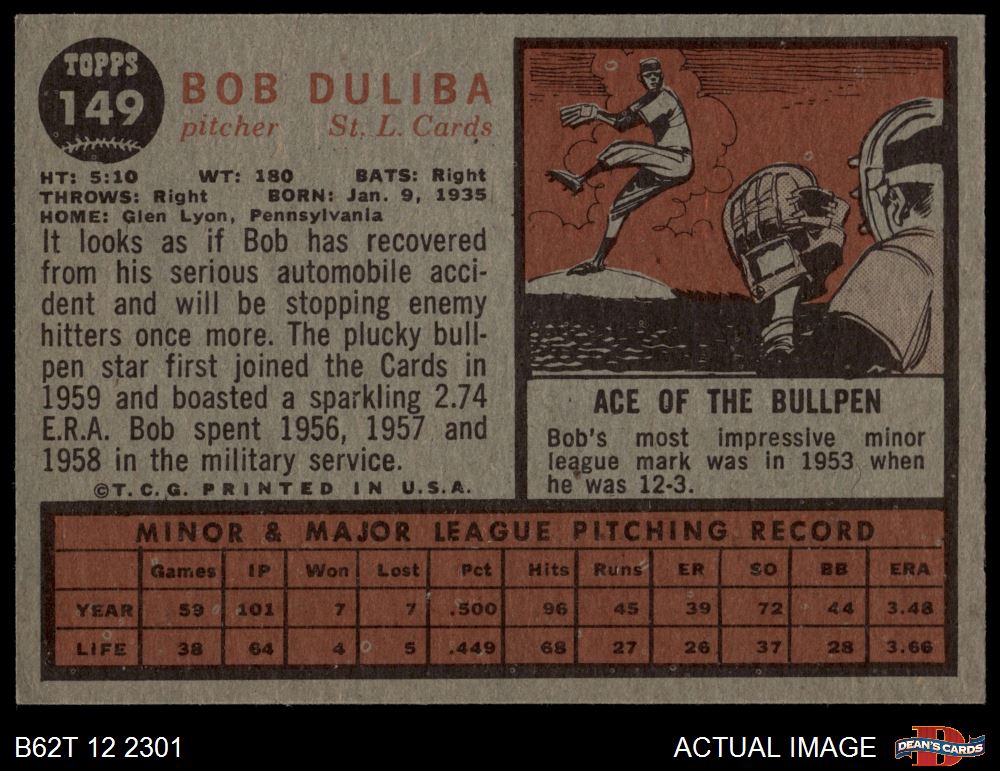 TOPPS
149
BOB DULIBA
pitcher St. L. Cards
HT: 5:10 WT: 180 BATS: Right
THROWS: Right BORN: Jan. 9, 1935
HOME: Glen Lyon, Pennsylvania
It looks as if Bob has recovered
from his serious automobile acci-
dent and will be stopping enemy
hitters once more. The plucky bull-
pen star first joined the Cards in
1959 and boasted a sparkling 2.74
E.R.A. Bob spent 1956, 1957 and
1958 in the military service.
©T.C.G. PRINTED IN U.S.A.
ACE OF THE BULLPEN
Bob's most impressive minor
league mark was in 1953 when
he was 12-3.
MINOR & MAJOR LEAGUE PITCHING RECORD
Games IP Won Lost Pct Hits Runs ER SO BB ERA
YEAR 59 101 7 7 .500 96 45 39 72 44 3.48
LIFE 38 64 4 5 .449 68 27 26 37 28 3.66
B62T 12 2301
ACTUAL IMAGE
DEAN'S CARDS